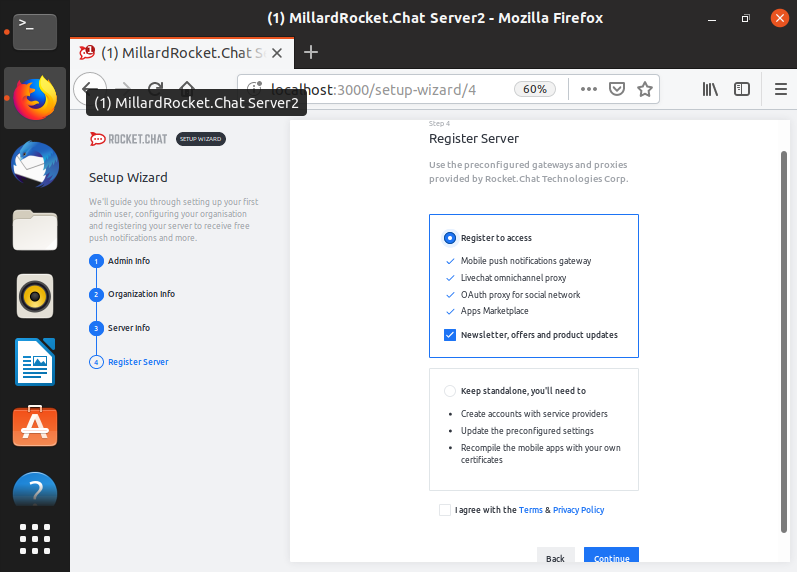 (1) MillardRocket.Chat Server2 - Mozilla Firefox
(1) MillardRocket.Chat S
localhost:3000/setup-wizard/4
60%
(1) MillardRocket.Chat Server2
ROCKET.CHAT
SETUP WIZARD
Setup Wizard
We'll guide you through setting up your first
admin user, configuring your organisation
and registering your server to receive free
push notifications and more.
1 Admin Info
2 Organization Info
3 Server Info
4 Register Server
Step 4
Register Server
Use the preconfigured gateways and proxies
provided by Rocket.Chat Technologies Corp.
Register to access
Mobile push notifications gateway
Livechat omnichannel proxy
OAuth proxy for social network
Apps Marketplace
Newsletter, offers and product updates
Keep standalone, you'll need to
• Create accounts with service providers
• Update the preconfigured settings
• Recompile the mobile apps with your own
certificates
I agree with the Terms & Privacy Policy
Back
Continue